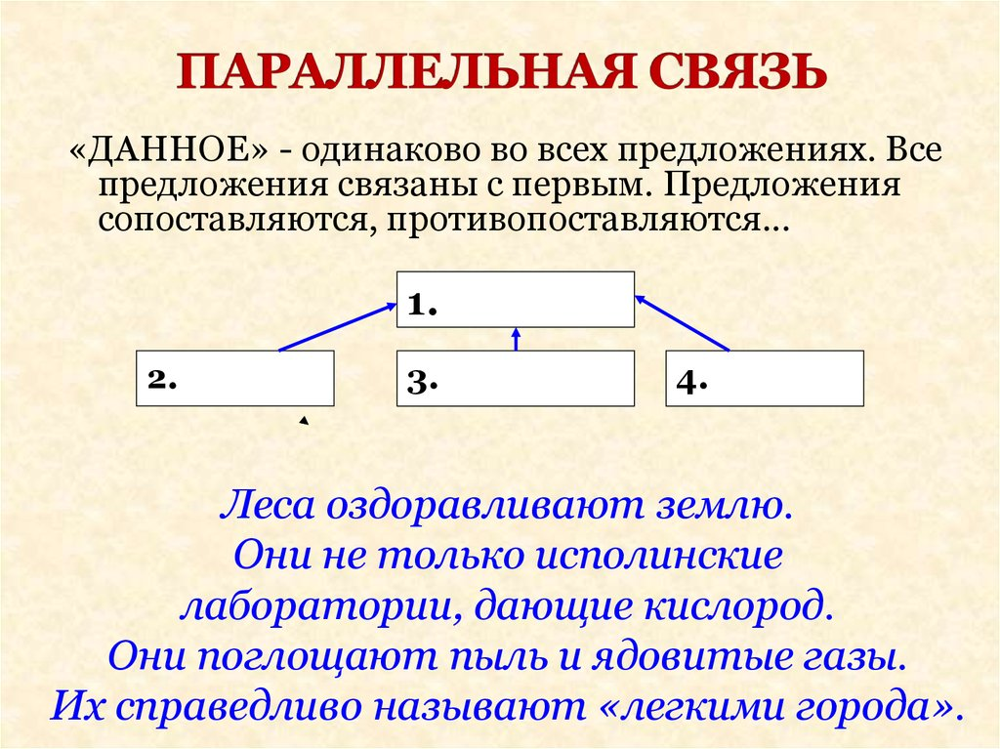 ПАРАЛЛЕЛЬНАЯ СВЯЗЬ
«ДАННОЕ» - одинаково во всех предложениях. Все
предложения связаны с первым. Предложения
сопоставляются, противопоставляются...
1.
2.
3.
4.
Леса оздоравливают землю.
Они не только исполинские
лаборатории, дающие кислород.
Они поглощают пыль и ядовитые газы.
Их справедливо называют «легкими города».